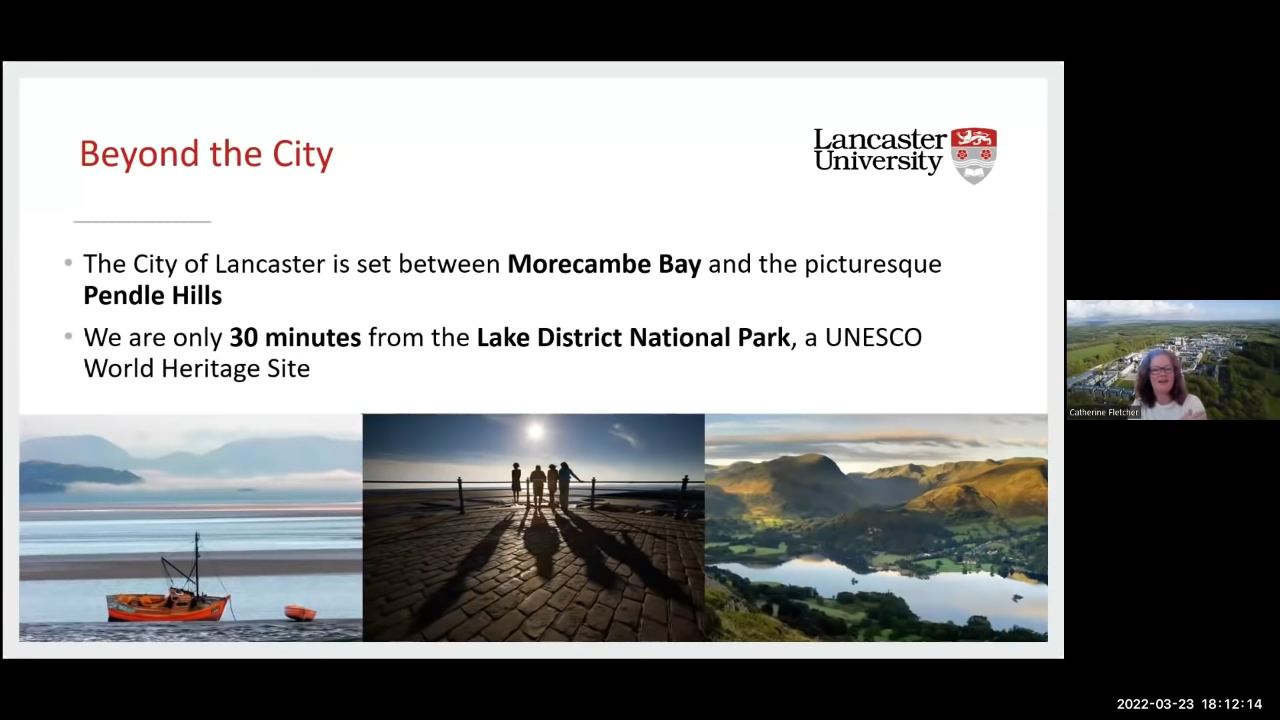 Beyond the City
Lancaster
University
The City of Lancaster is set between Morecambe Bay and the picturesque
Pendle Hills
We are only 30 minutes from the Lake District National Park, a UNESCO
World Heritage Site
Catherine Fletcher
2022-03-23 18:12:14